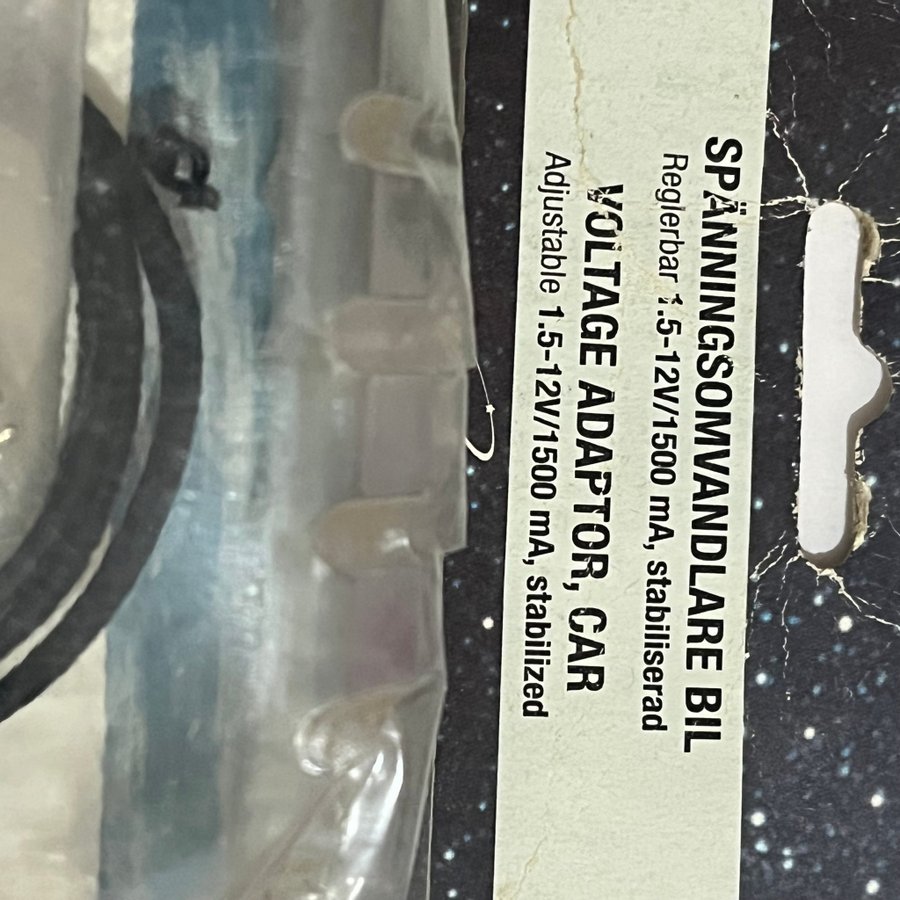 SPÄNNINGSOMVANDLARE BIL
Reglerbar 1.5-12V/1500 mA, stabiliserad
VOLTAGE ADAPTOR, CAR
Adjustable 1.5-12V/1500 mA, stabilized